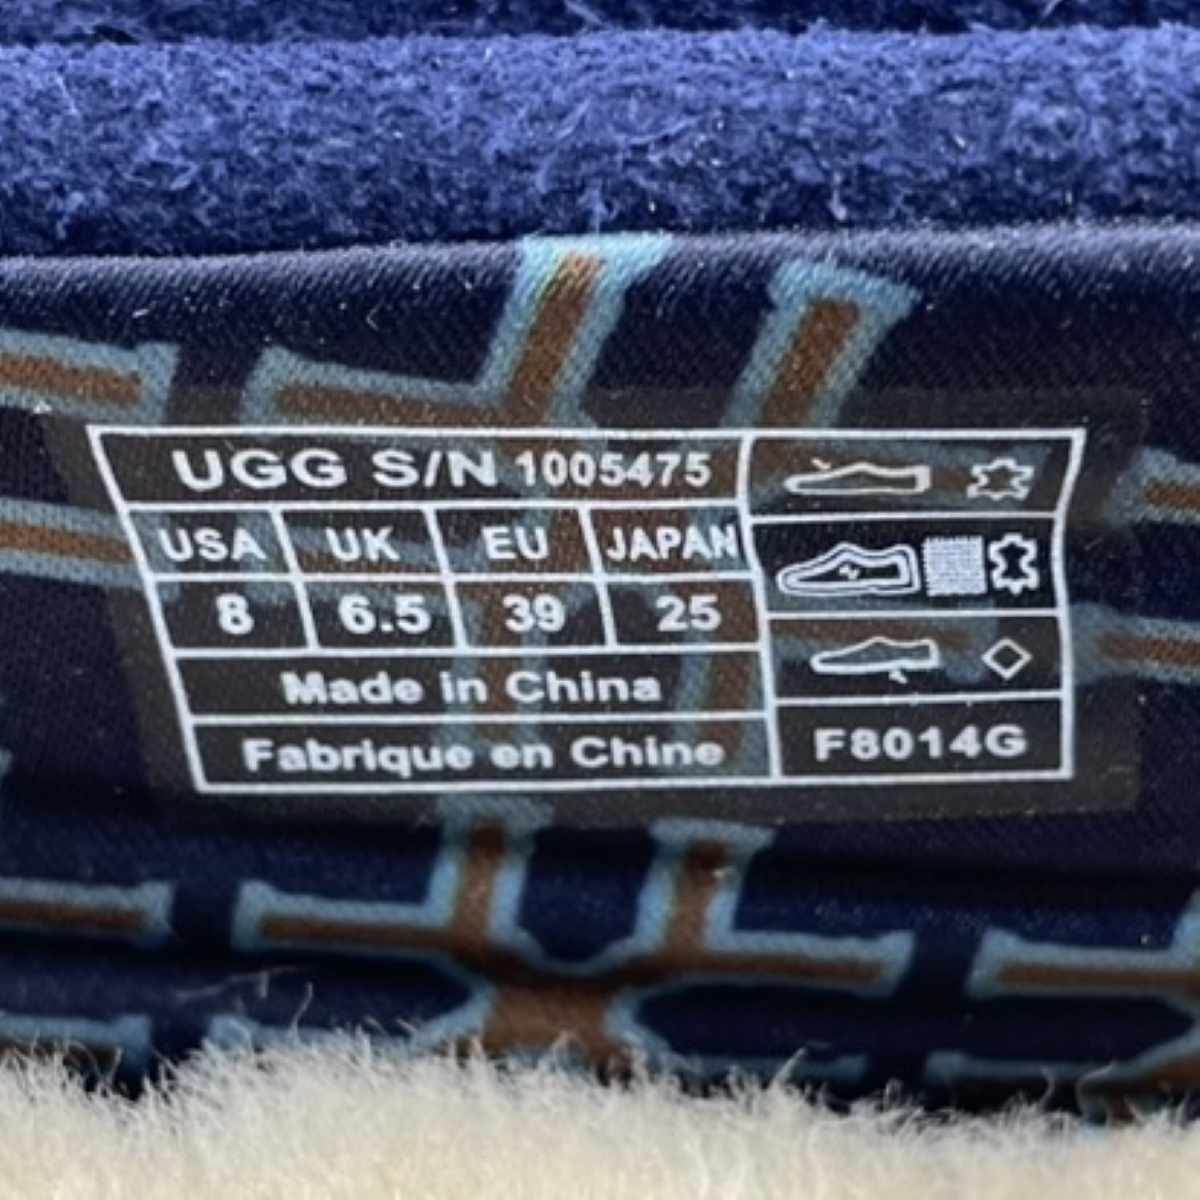 UGG S/N 1005475
USA UK EU JAPAN
8 6.5 39 25
Made in China
Fabrique en Chine
F8014G